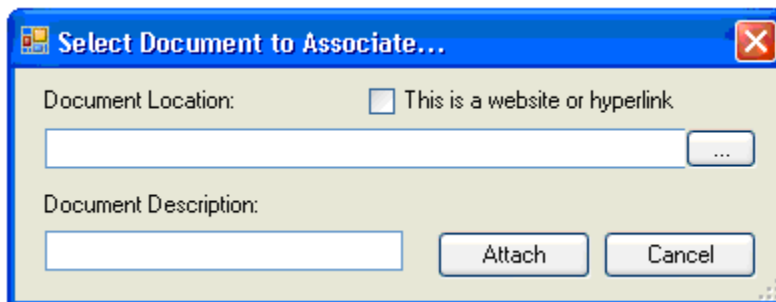 Select Document to Associate...
Document Location: This is a website or hyperlink
...
Document Description:
Attach Cancel